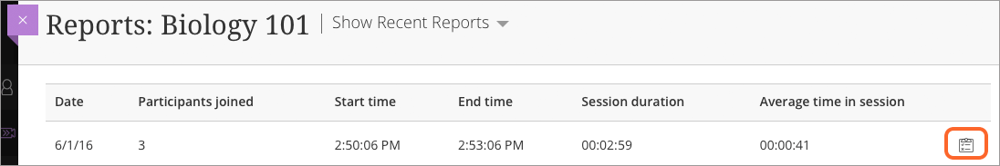 Reports: Biology 101 | Show Recent Reports
Date Participants joined Start time End time Session duration Average time in session
6/1/16 3 2:50:06 PM 2:53:06 PM 00:02:59 00:00:41